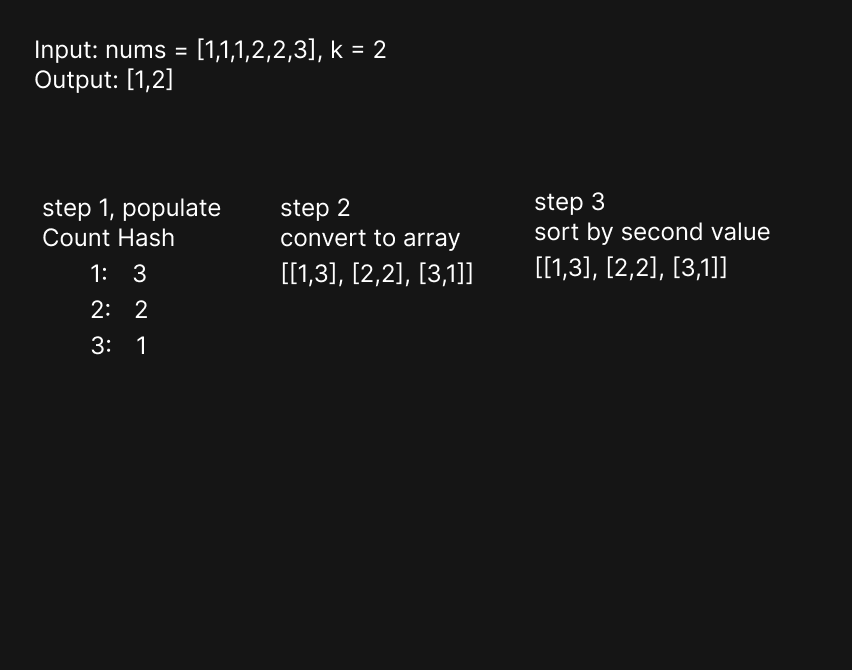 Input: nums = [1,1,1,2,2,3], k = 2
Output: [1,2]
step 1, populate
Count Hash
1: 3
2: 2
3: 1
step 2
convert to array
[[1,3], [2,2], [3,1]]
step 3
sort by second value
[[1,3], [2,2], [3,1]]